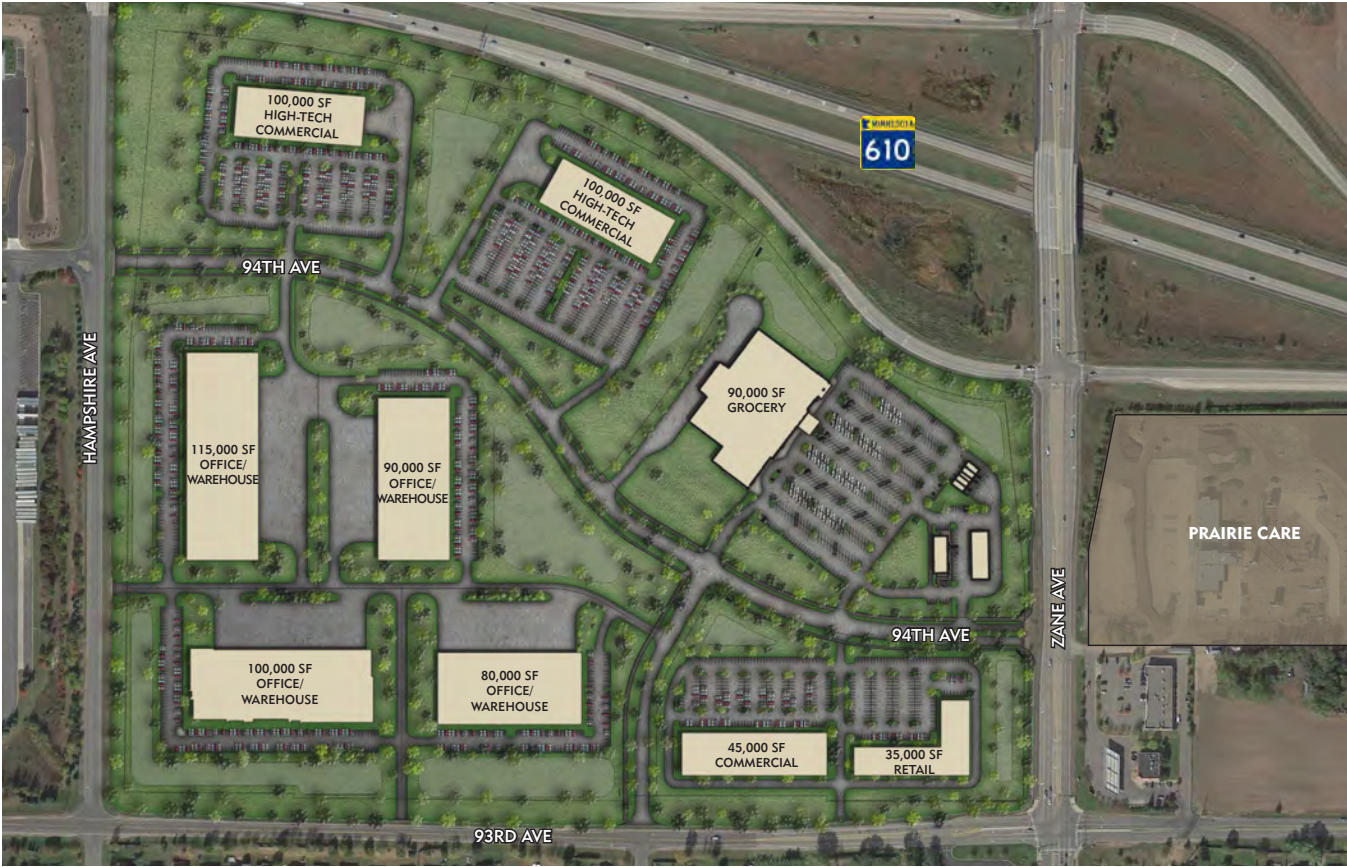 100,000 SF
HIGH-TECH
COMMERCIAL
MINNESOTA
610
100,000 SF
HIGH-TECH
COMMERCIAL
94TH AVE
HAMPSHIRE AVE
90,000 SF
GROCERY
115,000 SF
OFFICE/
WAREHOUSE
90,000 SF
OFFICE/
WAREHOUSE
PRAIRIE CARE
ZANE AVE
94TH AVE
100,000 SF
OFFICE/
WAREHOUSE
80,000 SF
OFFICE/
WAREHOUSE
45,000 SF
COMMERCIAL
35,000 SF
RETAIL
93RD AVE